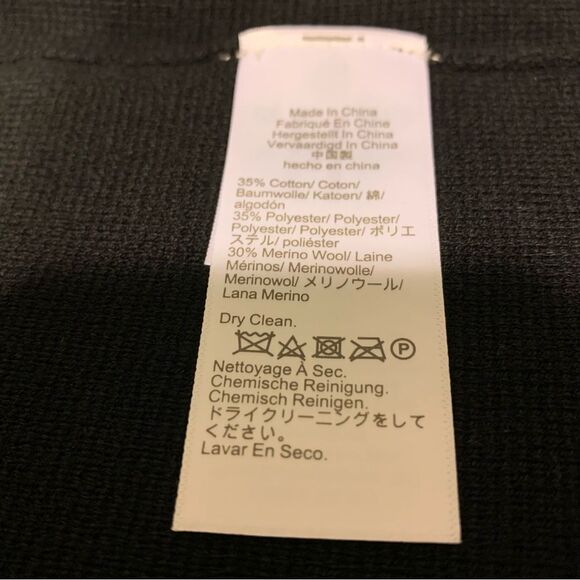 Made In China
Fabriqué En Chine
Hergestellt In China
Vervaardigd In China
中国製
hecho en china
35% Cotton/ Coton/
Baumwolle/ Katoen/ 綿/
algodón
35% Polyester/ Polyester/
Polyester/ Polyester/ ポリエ
ステル/ poliéster
30% Merino Wool/ Laine
Mérinos/ Merinowolle/
Merinowol/ メリノウール/
Lana Merino
Dry Clean.
P
Nettoyage À Sec.
Chemische Reinigung.
Chemisch Reinigen.
ドライクリーニングをして
ください。
Lavar En Seco.